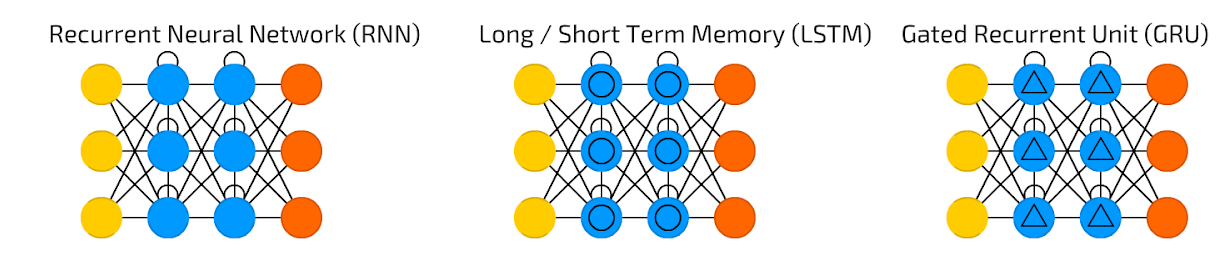 Recurrent Neural Network (RNN)
Long / Short Term Memory (LSTM)
Gated Recurrent Unit (GRU)